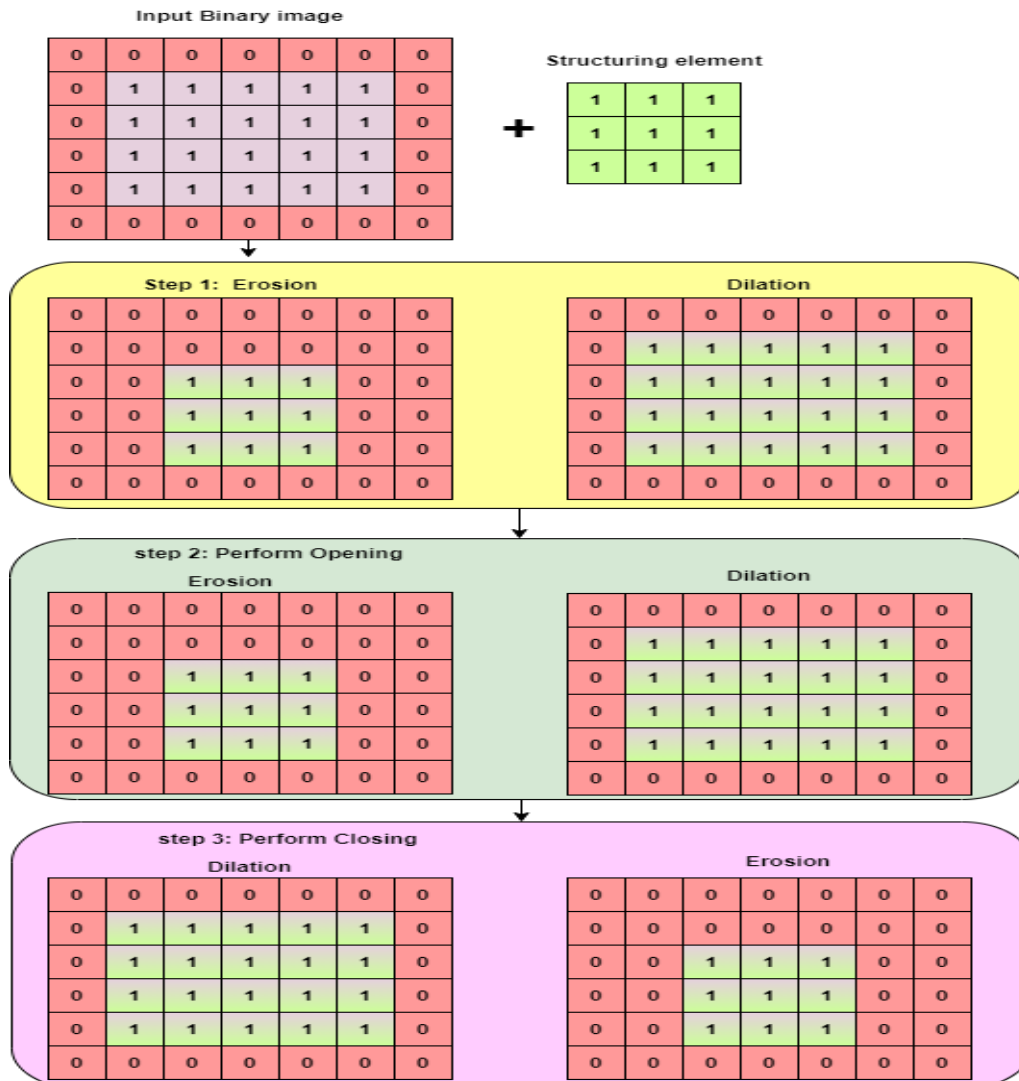 Input Binary image
0 0 0 0 0 0 0
0 1 1 1 1 1 0
0 1 1 1 1 1 0
0 1 1 1 1 1 0
0 1 1 1 1 1 0
0 0 0 0 0 0 0
+
Structuring element
1 1 1
1 1 1
1 1 1
Step 1: Erosion
0 0 0 0 0 0 0
0 0 0 0 0 0 0
0 0 1 1 1 0 0
0 0 1 1 1 0 0
0 0 1 1 1 0 0
0 0 0 0 0 0 0
Dilation
0 0 0 0 0 0 0
0 1 1 1 1 1 0
0 1 1 1 1 1 0
0 1 1 1 1 1 0
0 1 1 1 1 1 0
0 0 0 0 0 0 0
step 2: Perform Opening
Erosion
0 0 0 0 0 0 0
0 0 0 0 0 0 0
0 0 1 1 1 0 0
0 0 1 1 1 0 0
0 0 1 1 1 0 0
0 0 0 0 0 0 0
Dilation
0 0 0 0 0 0 0
0 1 1 1 1 1 0
0 1 1 1 1 1 0
0 1 1 1 1 1 0
0 1 1 1 1 1 0
0 0 0 0 0 0 0
step 3: Perform Closing
Dilation
0 0 0 0 0 0 0
0 1 1 1 1 1 0
0 1 1 1 1 1 0
0 1 1 1 1 1 0
0 1 1 1 1 1 0
0 0 0 0 0 0 0
Erosion
0 0 0 0 0 0 0
0 0 0 0 0 0 0
0 0 1 1 1 0 0
0 0 1 1 1 0 0
0 0 1 1 1 0 0
0 0 0 0 0 0 0